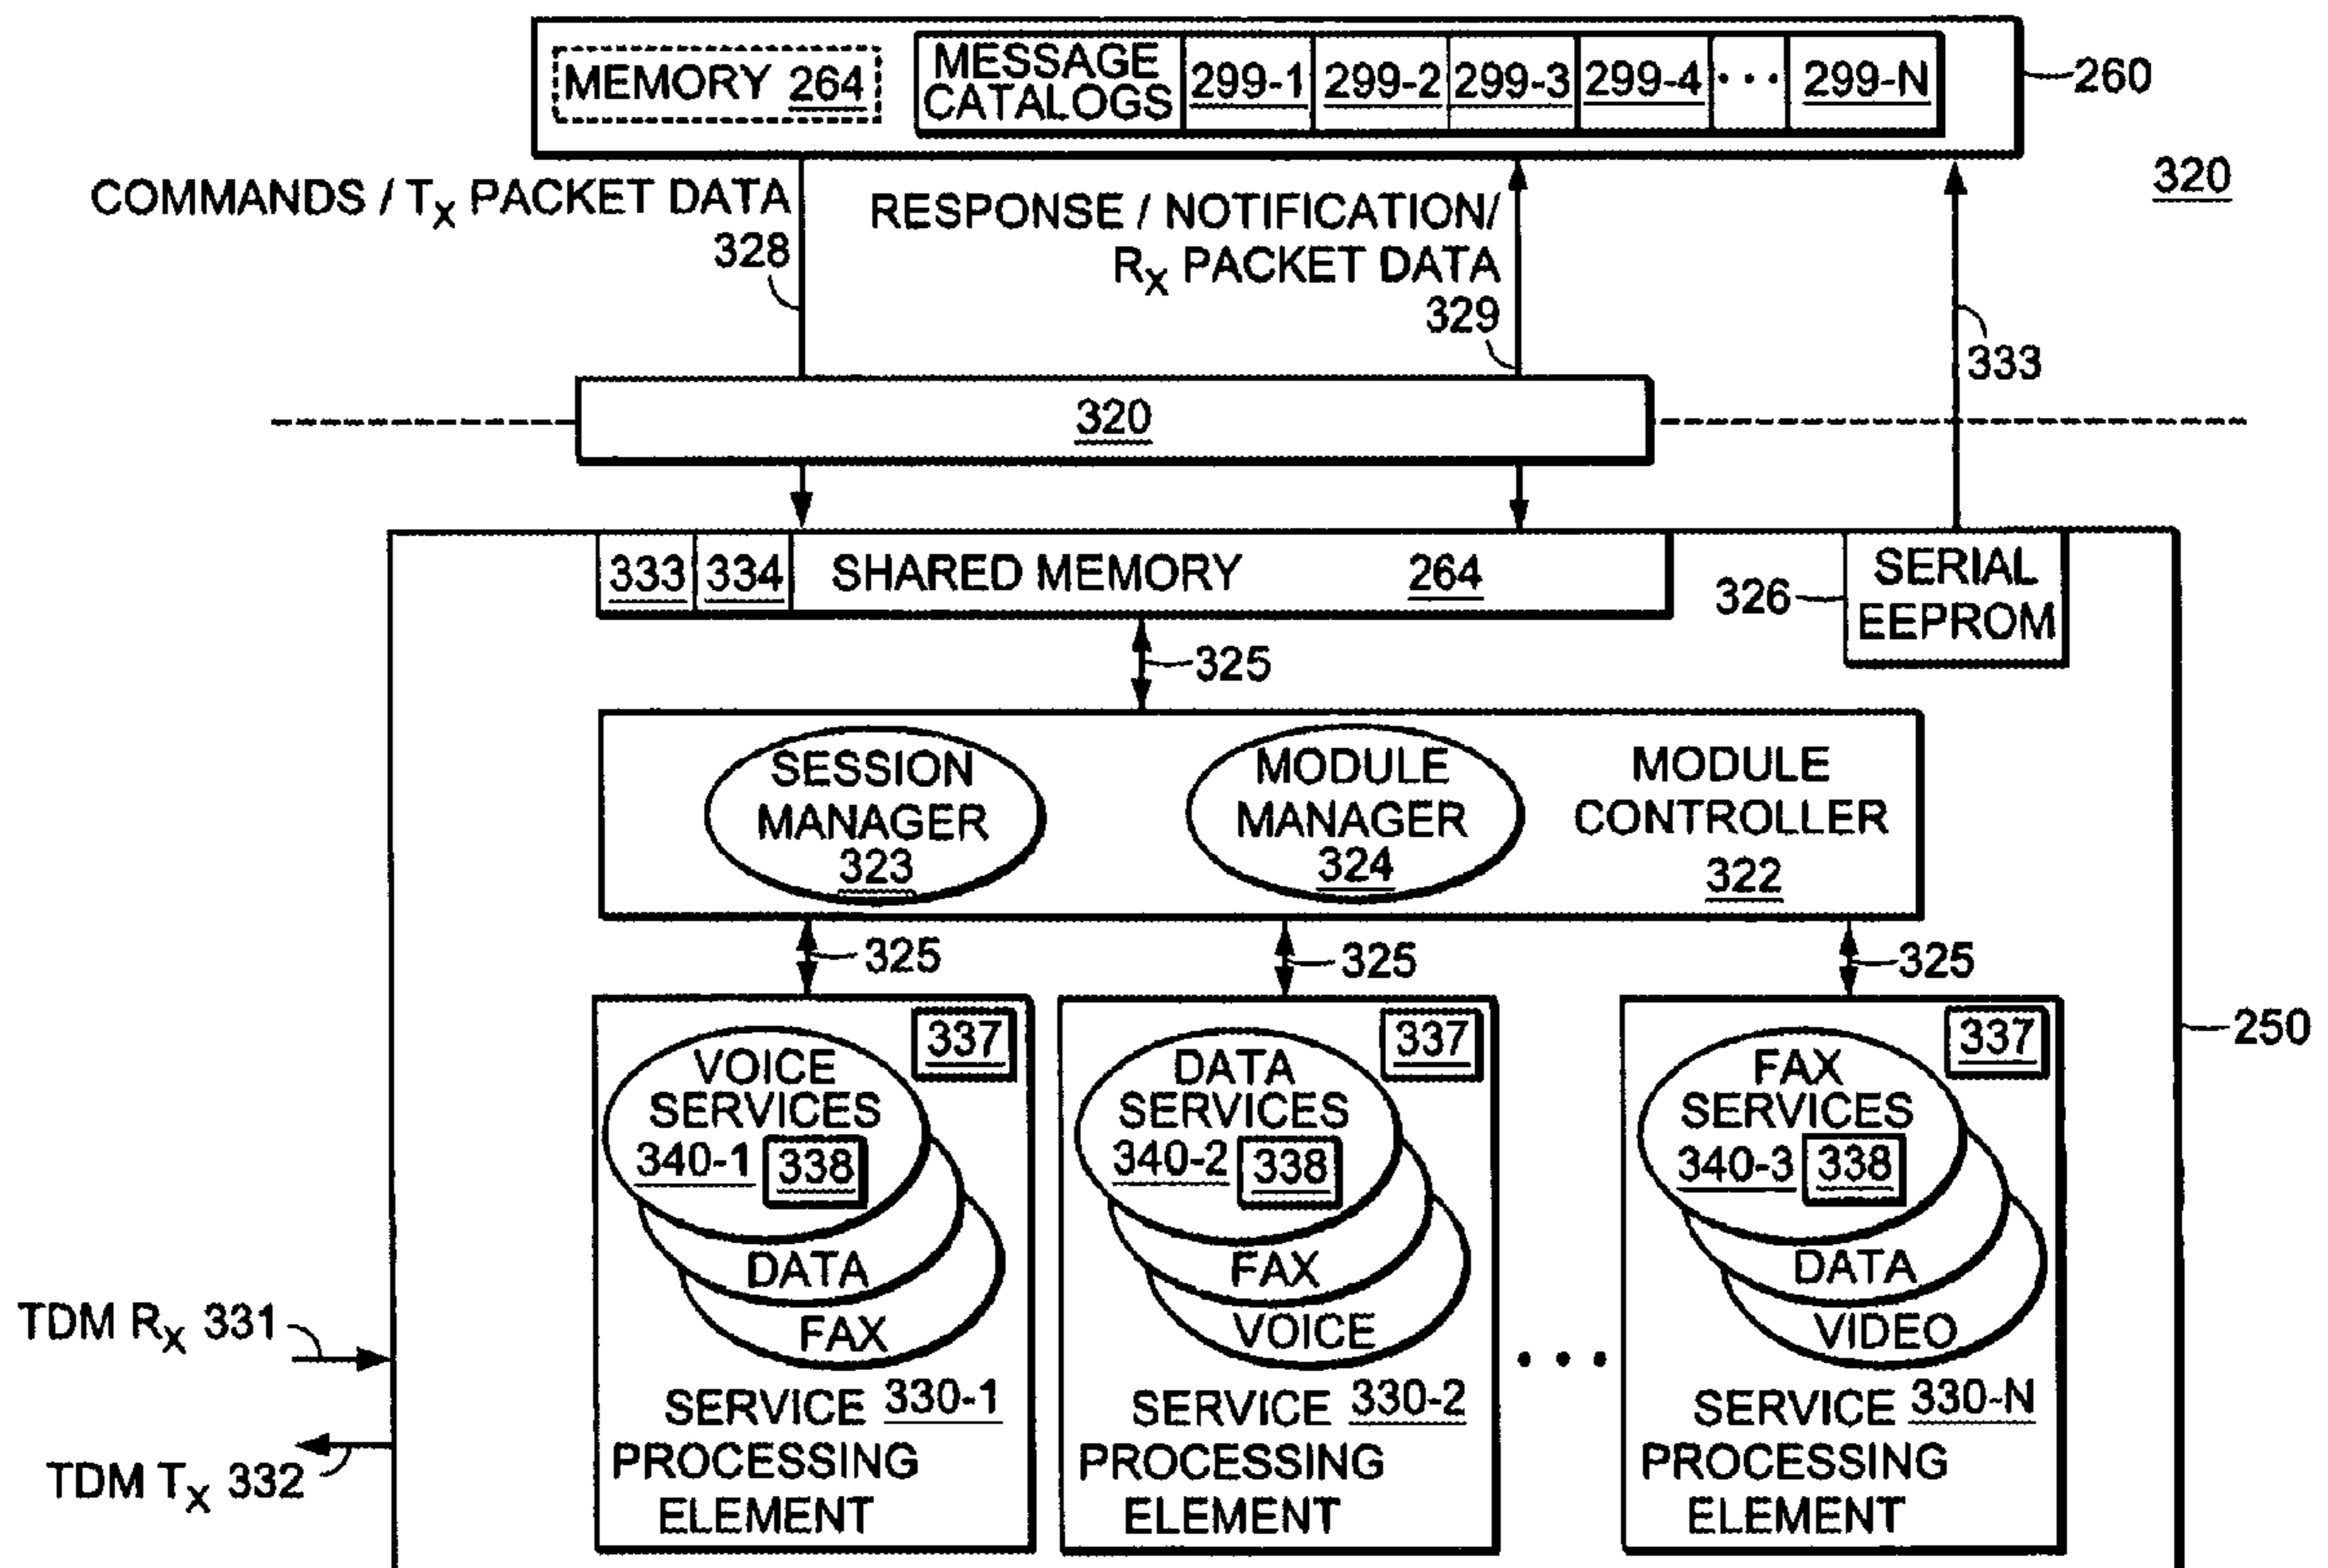 MEMORY 264
MESSAGE
CATALOGS
299-1
299-2
299-3
299-4
...
299-N
260
320
COMMANDS / TX PACKET DATA
328
RESPONSE / NOTIFICATION/
RX PACKET DATA
329
333
320
333
334
SHARED MEMORY 264
326
SERIAL
EEPROM
325
SESSION
MANAGER
323
MODULE
MANAGER
324
MODULE
CONTROLLER
322
325
325
325
337
VOICE
SERVICES
340-1
338
DATA
FAX
SERVICE 330-1
PROCESSING
ELEMENT
337
DATA
SERVICES
340-2
338
FAX
VOICE
SERVICE 330-2
PROCESSING
ELEMENT
...
337
FAX
SERVICES
340-3
338
DATA
VIDEO
SERVICE 330-N
PROCESSING
ELEMENT
250
TDM RX 331
TDM TX 332